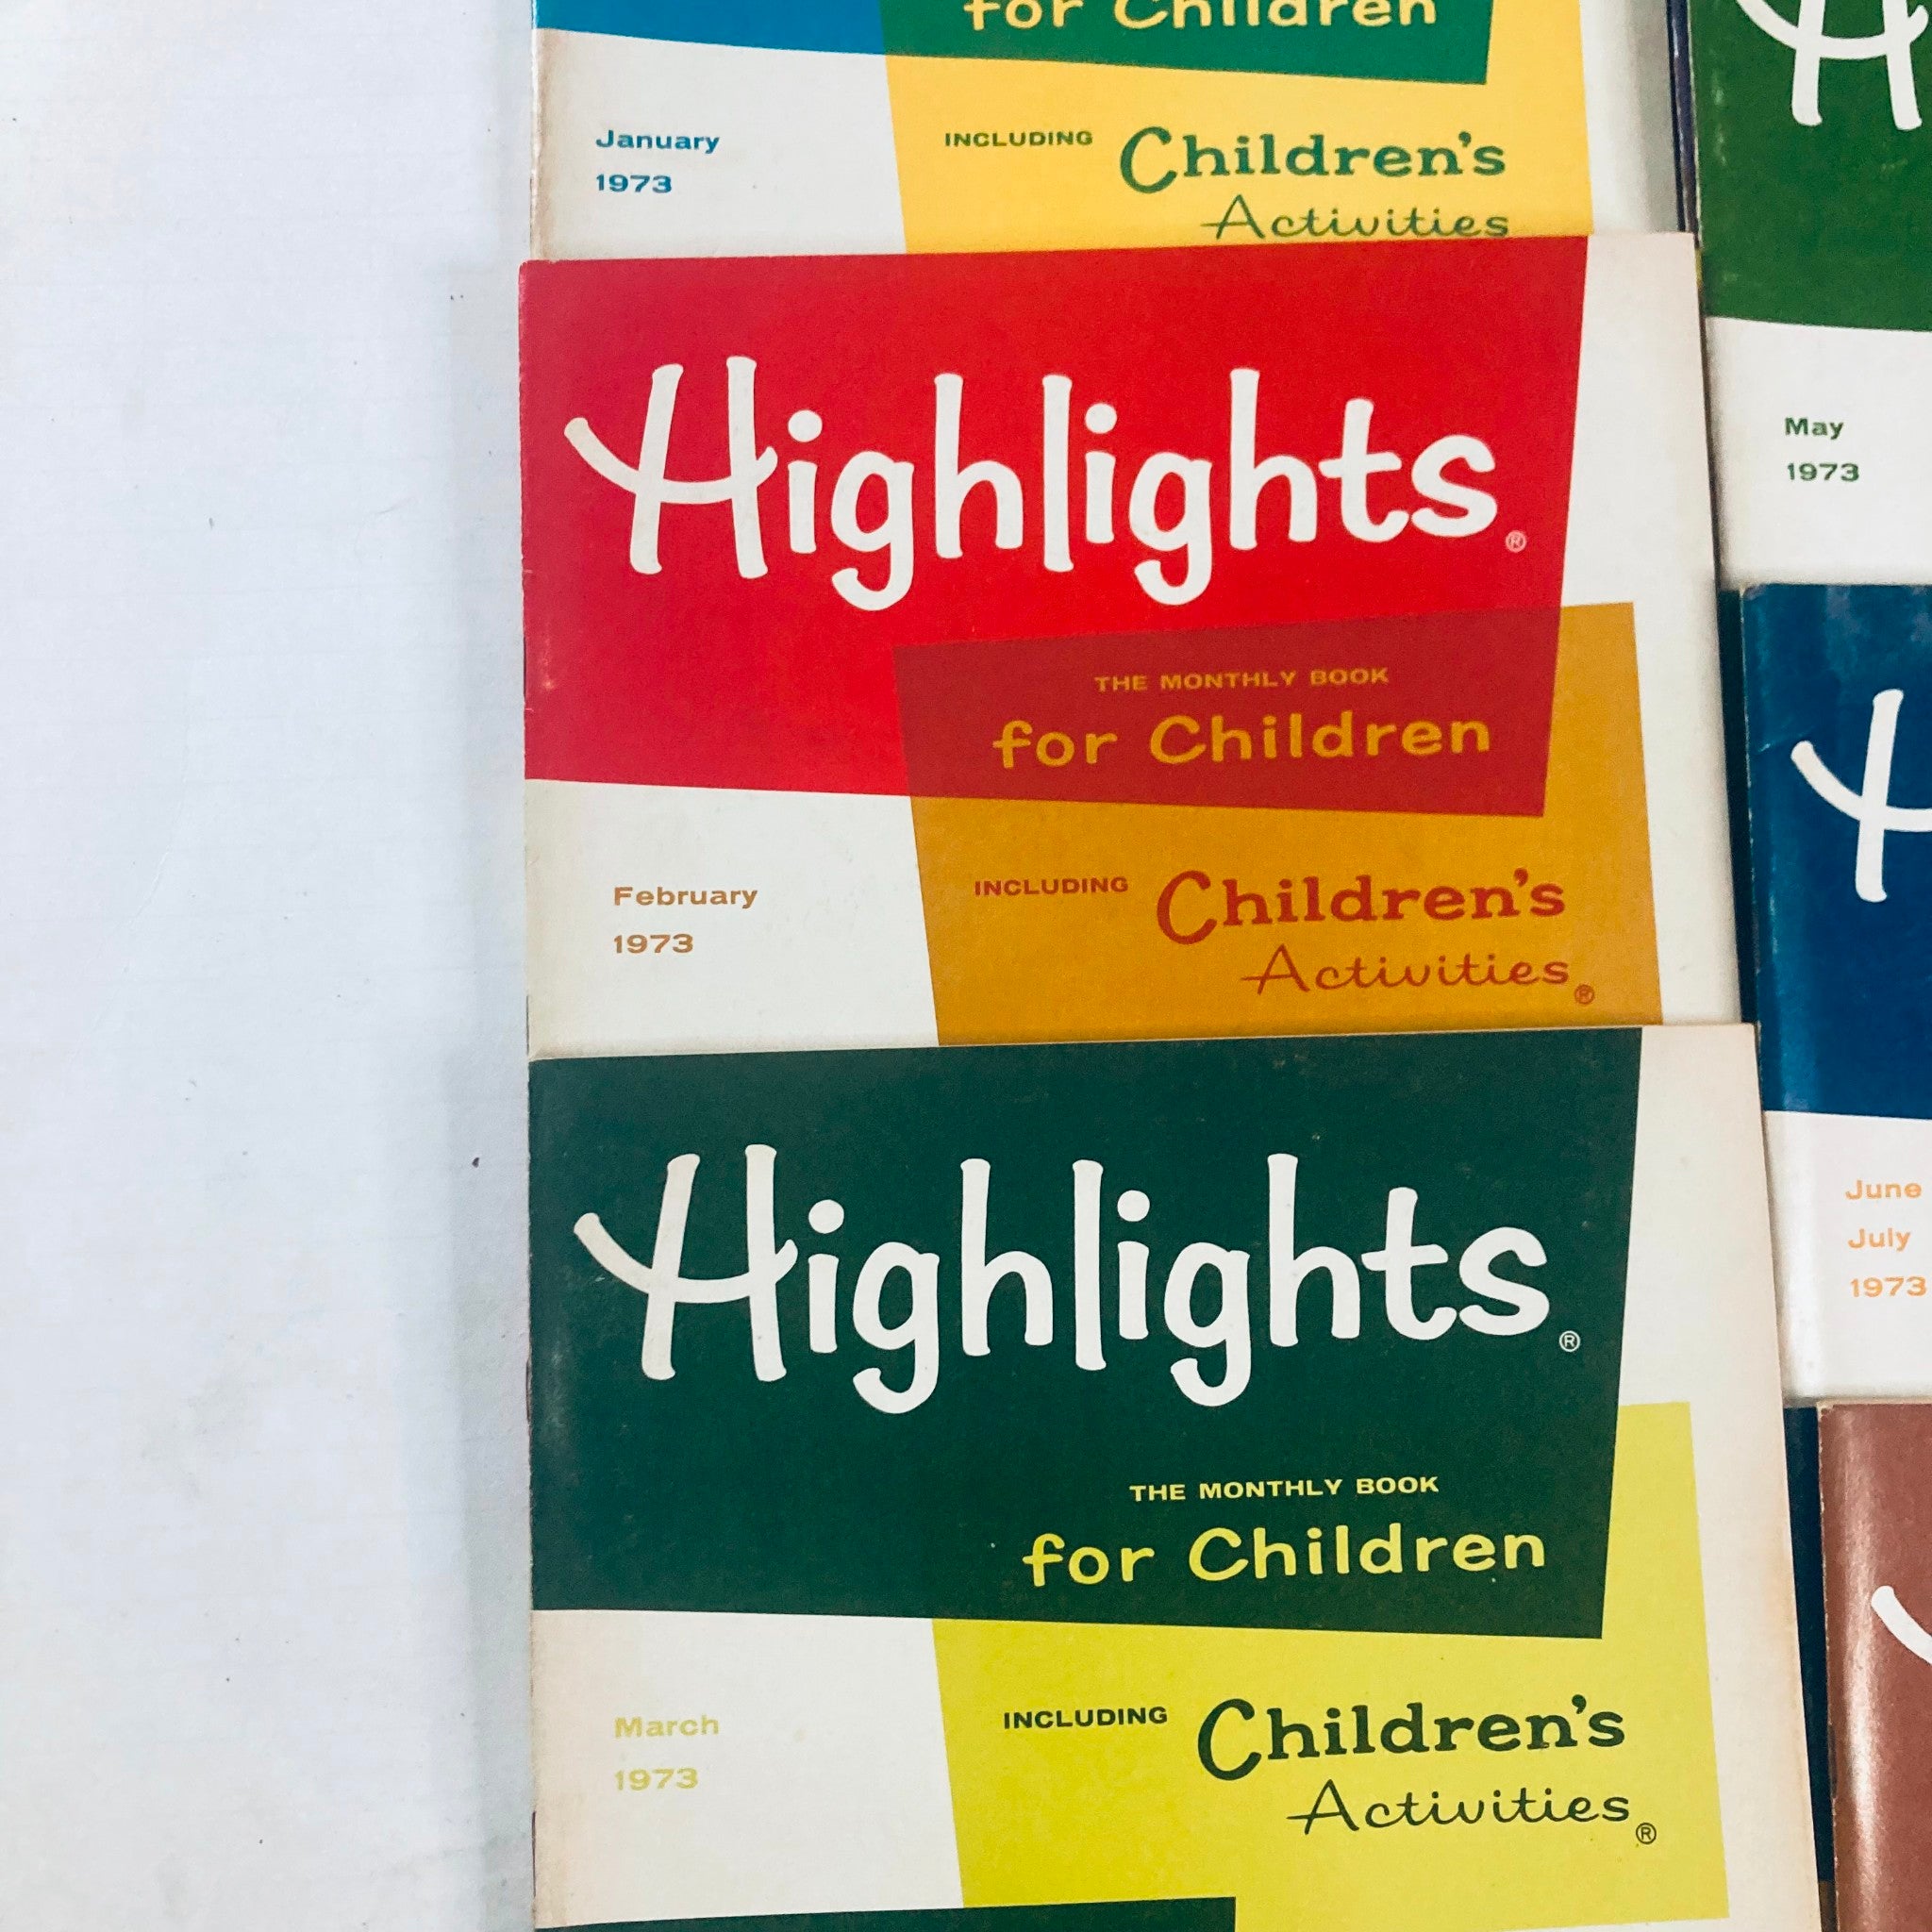 for Children
January
1973
INCLUDING Children's
Activities
Highlights®
THE MONTHLY BOOK
for Children
February
1973
INCLUDING Children's
Activities®
Highlights®
THE MONTHLY BOOK
for Children
March
1973
INCLUDING Children's
Activities®
H
May
1973
H
June
July
1973